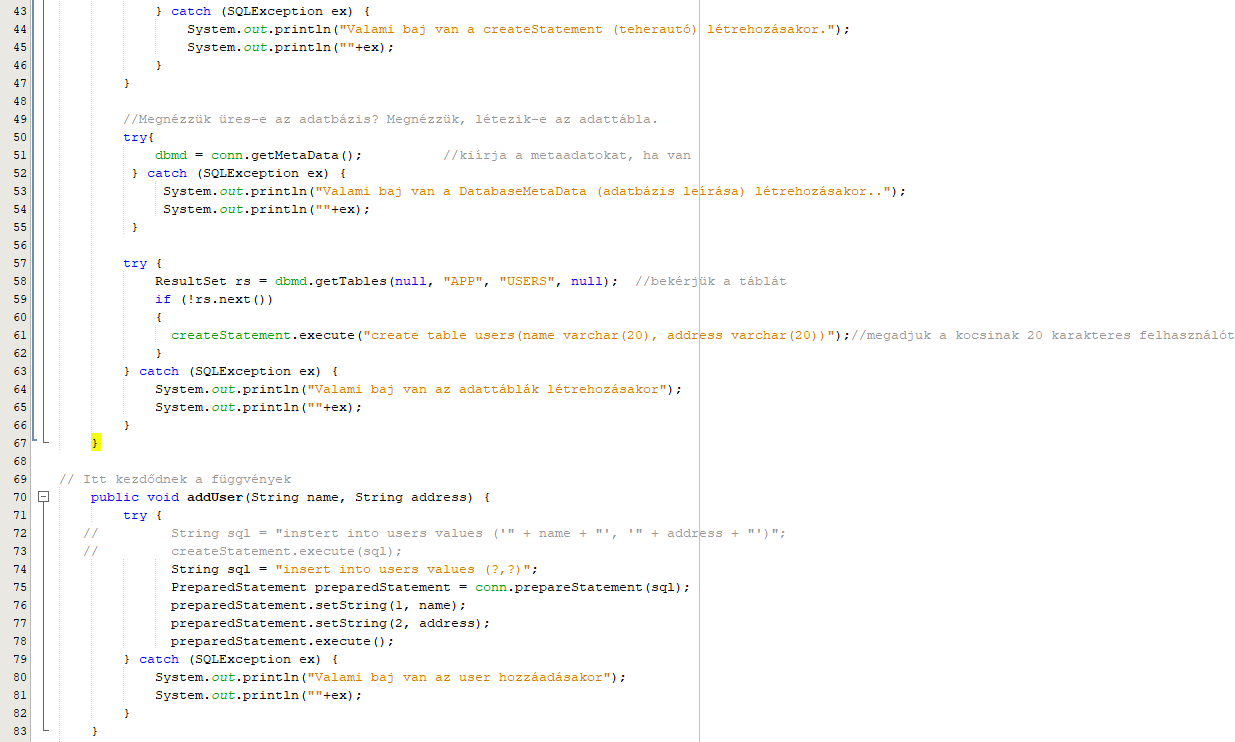 43 } catch (SQLException ex) {
44 System.out.println("Valami baj van a createStatement (teherautó) létrehozásakor.");
45 System.out.println(""+ex);
46 }
47 }
48
49 //Megnézzük üres-e az adatbázis? Megnézzük, létezik-e az adattábla.
50 try{
51 dbmd = conn.getMetaData(); //kiírja a metaadatokat, ha van
52 } catch (SQLException ex) {
53 System.out.println("Valami baj van a DatabaseMetaData (adatbázis leírása) létrehozásakor..");
54 System.out.println(""+ex);
55 }
56
57 try {
58 ResultSet rs = dbmd.getTables(null, "APP", "USERS", null); //bekérjük a táblát
59 if (!rs.next())
60 {
61 createStatement.execute("create table users(name varchar(20), address varchar(20))");//megadjuk a kocsinak 20 karakteres felhasználót
62 }
63 } catch (SQLException ex) {
64 System.out.println("Valami baj van az adattáblák létrehozásakor");
65 System.out.println(""+ex);
66 }
67 }
68
69 // Itt kezdődnek a függvények
70 public void addUser(String name, String address) {
71 try {
72 // String sql = "instert into users values ('" + name + "', '" + address + "')";
73 // createStatement.execute(sql);
74 String sql = "insert into users values (?,?)";
75 PreparedStatement preparedStatement = conn.prepareStatement(sql);
76 preparedStatement.setString(1, name);
77 preparedStatement.setString(2, address);
78 preparedStatement.execute();
79 } catch (SQLException ex) {
80 System.out.println("Valami baj van az user hozzáadásakor");
81 System.out.println(""+ex);
82 }
83 }